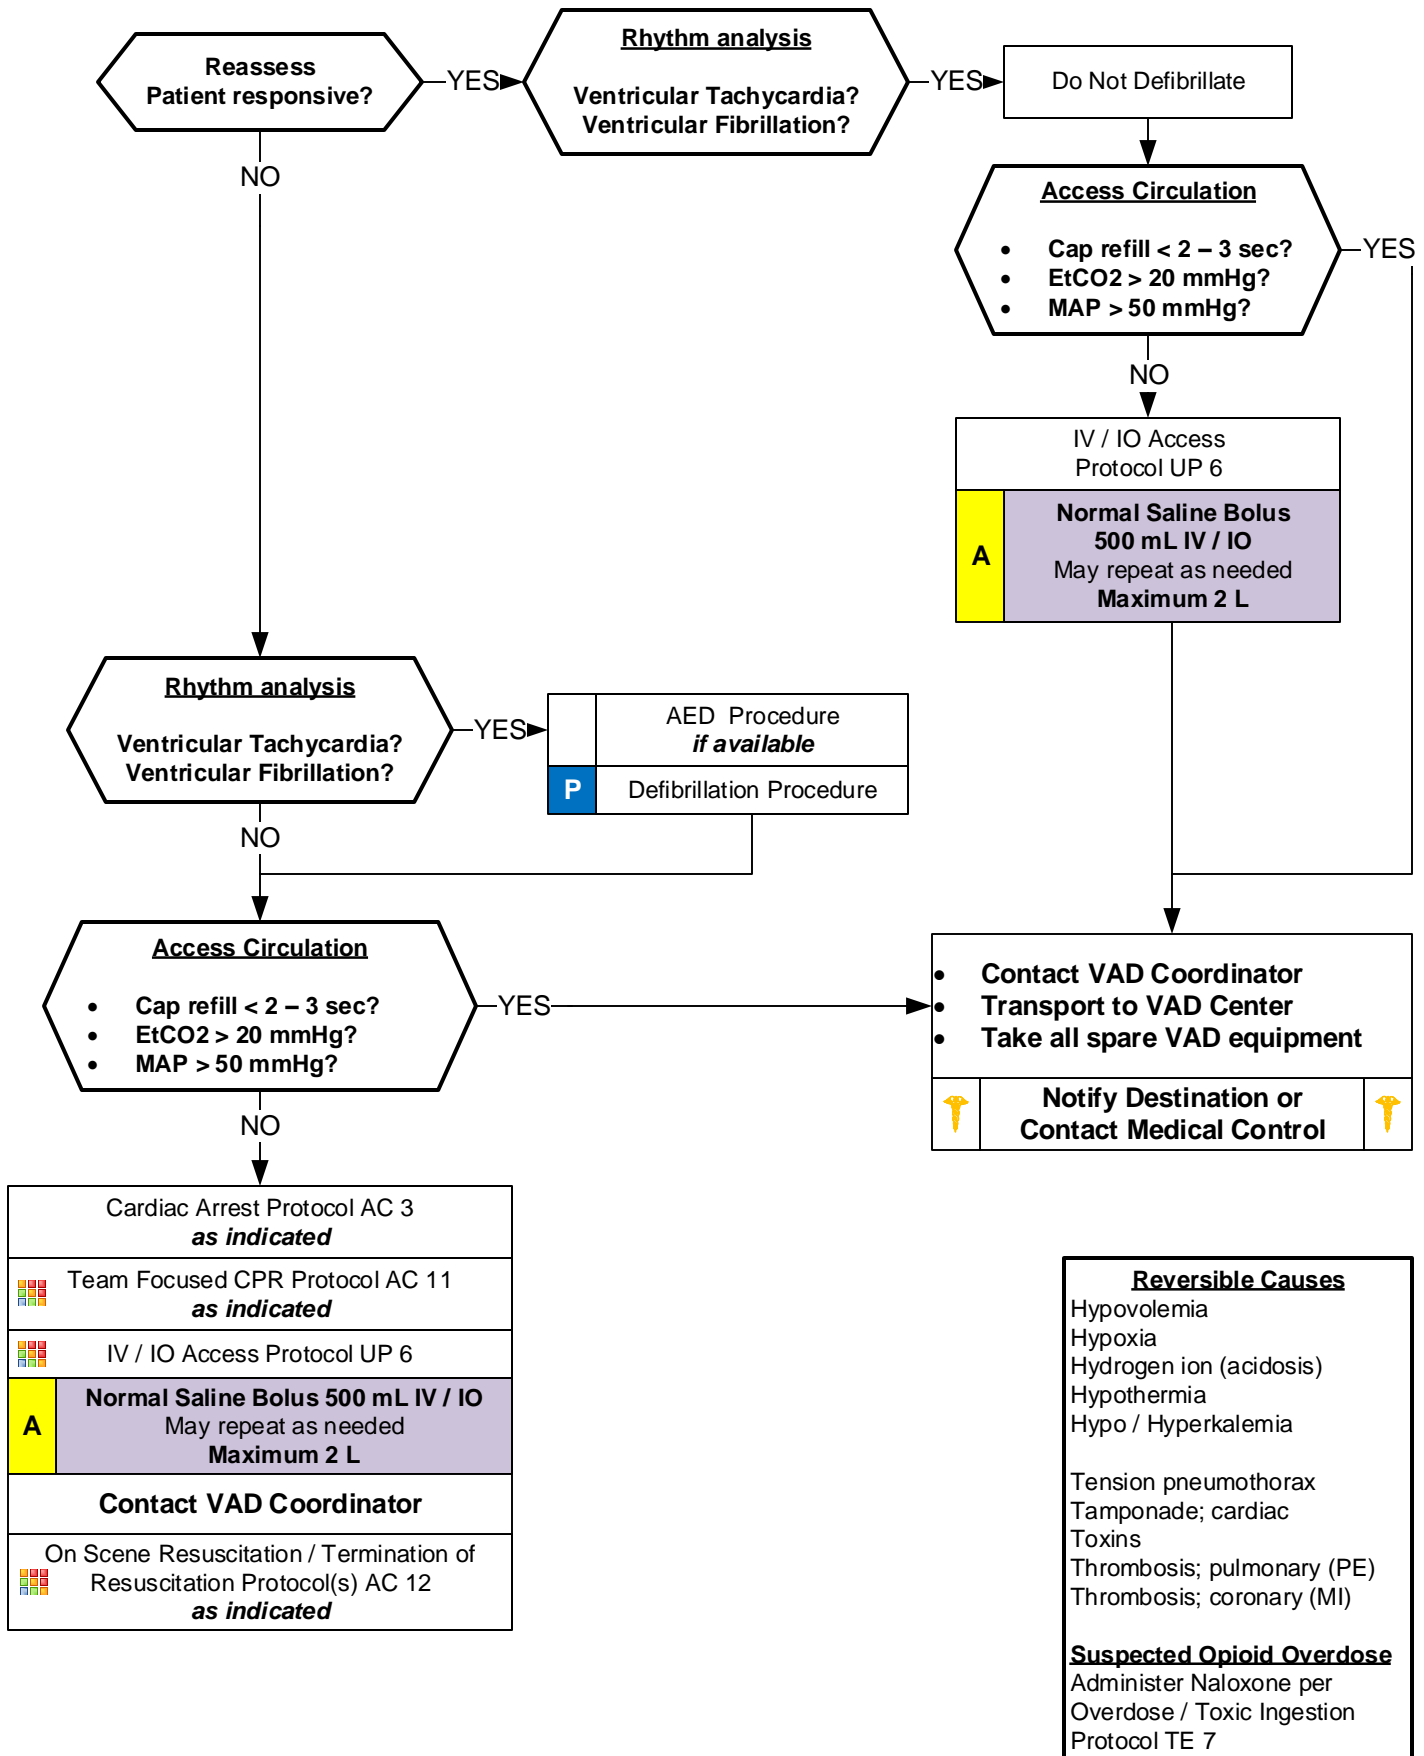 Reassess
Patient responsive?
YES
Rhythm analysis
Ventricular Tachycardia?
Ventricular Fibrillation?
YES
Do Not Defibrillate
NO
Access Circulation
• Cap refill < 2 – 3 sec?
• EtCO2 > 20 mmHg?
• MAP > 50 mmHg?
YES
NO
IV / IO Access
Protocol UP 6
A
Normal Saline Bolus
500 mL IV / IO
May repeat as needed
Maximum 2 L
Rhythm analysis
Ventricular Tachycardia?
Ventricular Fibrillation?
YES
AED Procedure
if available
P
Defibrillation Procedure
NO
Access Circulation
• Cap refill < 2 – 3 sec?
• EtCO2 > 20 mmHg?
• MAP > 50 mmHg?
YES
• Contact VAD Coordinator
• Transport to VAD Center
• Take all spare VAD equipment
Notify Destination or
Contact Medical Control
NO
Cardiac Arrest Protocol AC 3
as indicated
Team Focused CPR Protocol AC 11
as indicated
IV / IO Access Protocol UP 6
A
Normal Saline Bolus 500 mL IV / IO
May repeat as needed
Maximum 2 L
Contact VAD Coordinator
On Scene Resuscitation / Termination of
Resuscitation Protocol(s) AC 12
as indicated
Reversible Causes
Hypovolemia
Hypoxia
Hydrogen ion (acidosis)
Hypothermia
Hypo / Hyperkalemia
Tension pneumothorax
Tamponade; cardiac
Toxins
Thrombosis; pulmonary (PE)
Thrombosis; coronary (MI)
Suspected Opioid Overdose
Administer Naloxone per
Overdose / Toxic Ingestion
Protocol TE 7